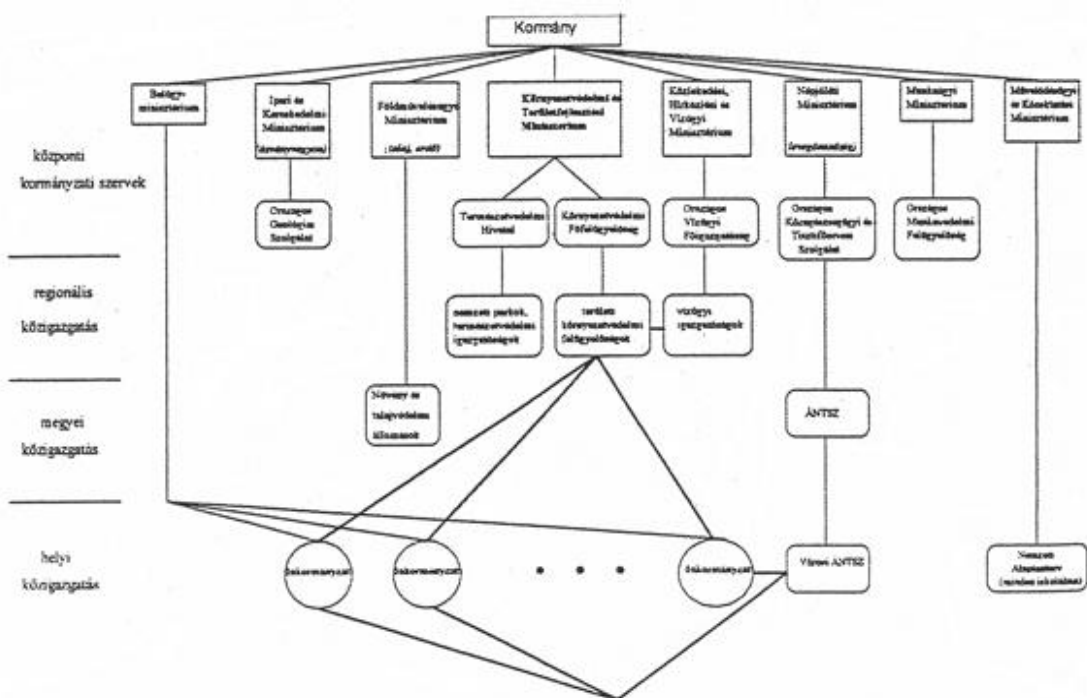 Kormány
Belügyi-
minisztérium
Ipari és
Kereskedelmi
Minisztérium
Földművelésügyi
Minisztérium
(talaj, erdő)
Környezetvédelmi és
Területfejlesztési
Minisztérium
Közlekedési,
Hírközlési és
Vízügyi
Minisztérium
Népjóléti
Minisztérium
Munkaügyi
Minisztérium
Művelődésügyi
és Közoktatási
Minisztérium
központi
kormányzati szervek
Országos
Geológiai
Szolgálat
Természetvédelmi
Hivatal
Környezetvédelmi
Főfelügyelőség
Országos
Vízügyi
Főigazgatóság
Országos
Közegészségügyi és
Tisztiorvosi
Szolgálat
Országos
Munkavédelmi
Felügyelőség
regionális
közigazgatás
nemzeti parkok,
természetvédelmi
igazgatóságok
területi
környezetvédelmi
felügyelőségek
vízügyi
igazgatóságok
megyei
közigazgatás
Növény és
talajvédelmi
állomások
ÁNTSZ
helyi
közigazgatás
önkormányzat
önkormányzat
• • •
önkormányzat
Városi ÁNTSZ
Nemzeti
Alaptanterv